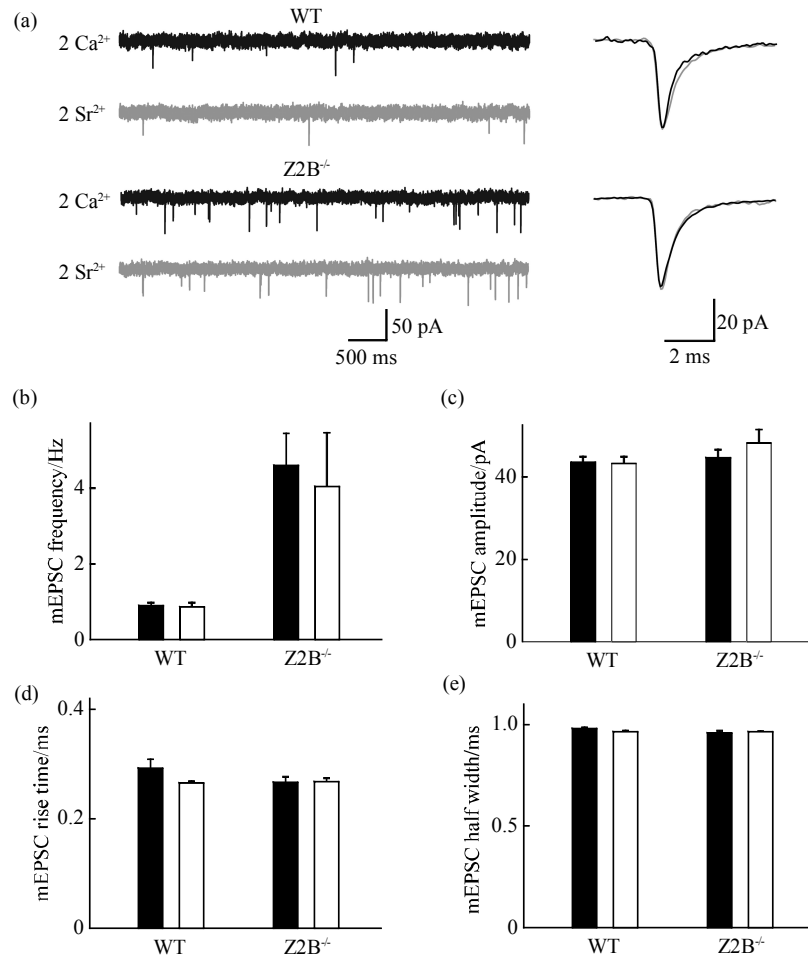 (a)
WT
2 Ca²⁺
2 Sr²⁺
Z2B⁻/⁻
2 Ca²⁺
2 Sr²⁺
50 pA
500 ms
20 pA
2 ms
(b)
mEPSC frequency/Hz
4
2
0
WT
Z2B⁻/⁻
(c)
mEPSC amplitude/pA
40
20
0
WT
Z2B⁻/⁻
(d)
mEPSC rise time/ms
0.4
0.2
0
WT
Z2B⁻/⁻
(e)
mEPSC half width/ms
1.0
0.5
0
WT
Z2B⁻/⁻